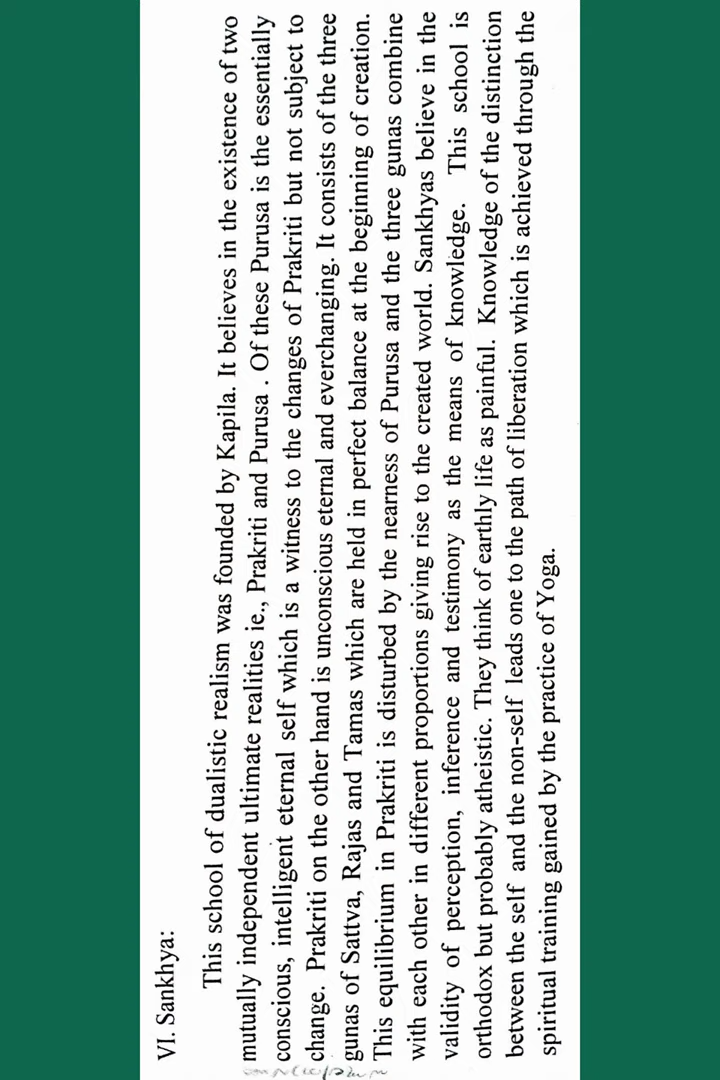 VI. Sankhya:
This school of dualistic realism was founded by Kapila. It believes in the existence of two
mutually independent ultimate realities ie., Prakriti and Purusa . Of these Purusa is the essentially
conscious, intelligent eternal self which is a witness to the changes of Prakriti but not subject to
change. Prakriti on the other hand is unconscious eternal and everchanging. It consists of the three
gunas of Sattva, Rajas and Tamas which are held in perfect balance at the beginning of creation.
This equilibrium in Prakriti is disturbed by the nearness of Purusa and the three gunas combine
with each other in different proportions giving rise to the created world. Sankhyas believe in the
validity of perception, inference and testimony as the means of knowledge. This school is
orthodox but probably atheistic. They think of earthly life as painful. Knowledge of the distinction
between the self and the non-self leads one to the path of liberation which is achieved through the
spiritual training gained by the practice of Yoga.